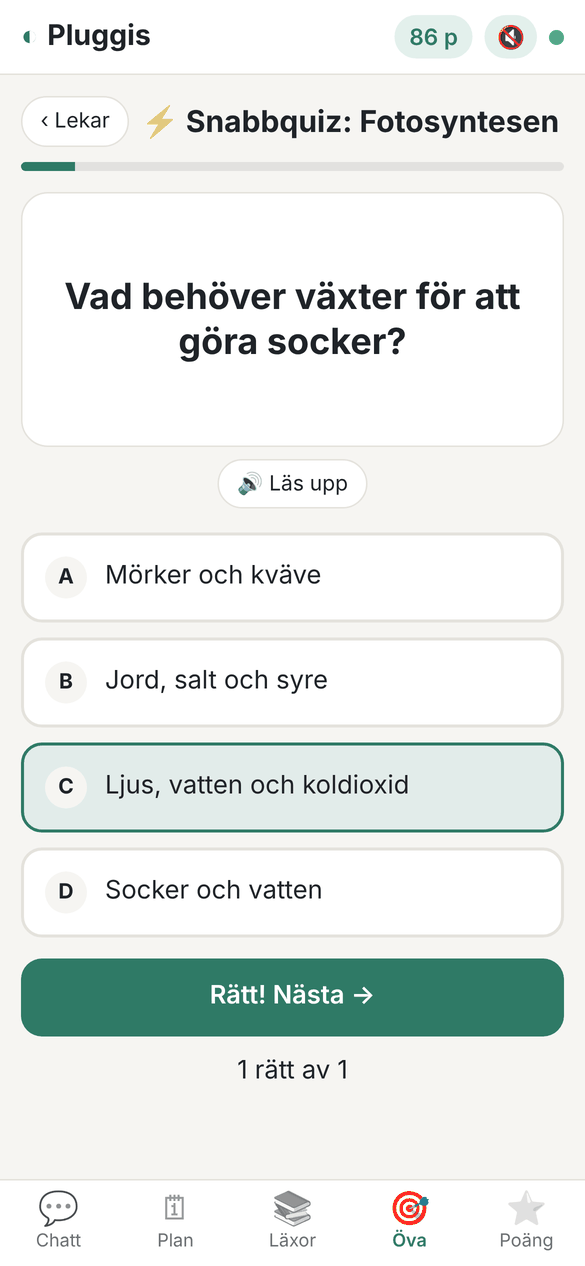 Pluggis
86 p
‹ Lekar
Snabbquiz: Fotosyntesen
Vad behöver växter för att
göra socker?
Läs upp
A Mörker och kväve
B Jord, salt och syre
C Ljus, vatten och koldioxid
D Socker och vatten
Rätt! Nästa →
1 rätt av 1
1
Chatt Plan Läxor Öva Poäng